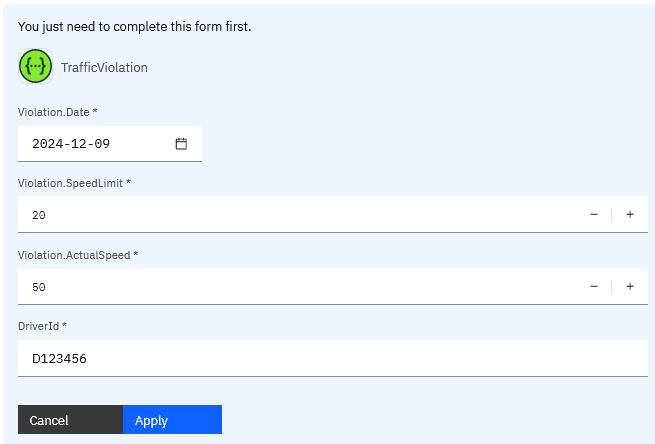 You just need to complete this form first.
{...} TrafficViolation
Violation.Date *
2024-12-09
Violation.SpeedLimit *
20 − +
Violation.ActualSpeed *
50 − +
DriverId *
D123456
Cancel Apply